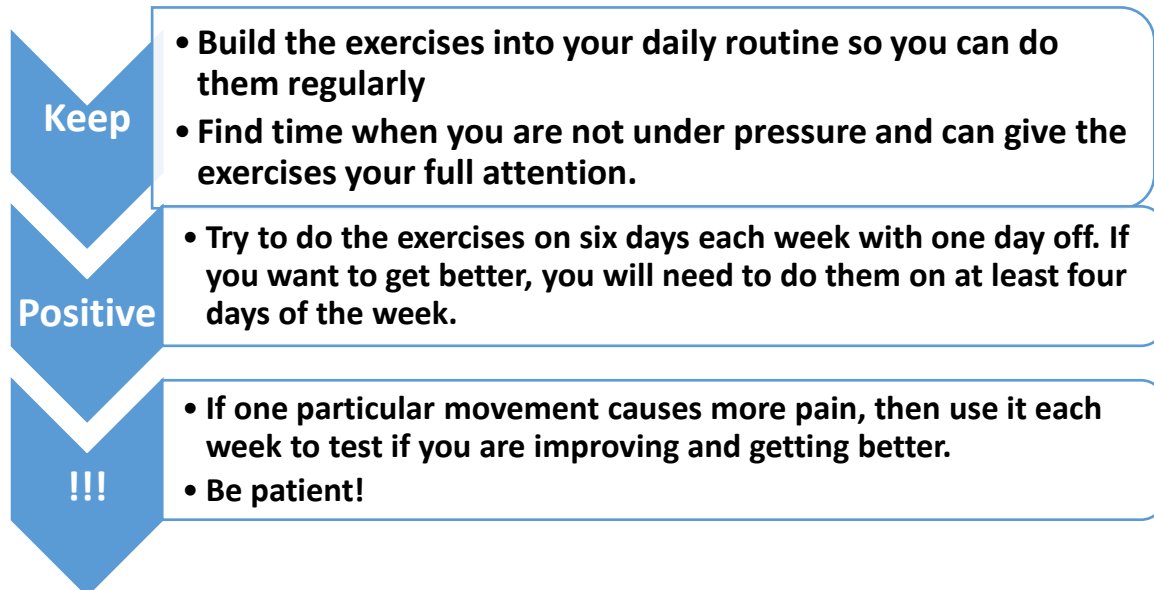 Keep
• Build the exercises into your daily routine so you can do
them regularly
• Find time when you are not under pressure and can give the
exercises your full attention.
Positive
• Try to do the exercises on six days each week with one day off. If
you want to get better, you will need to do them on at least four
days of the week.
!!!
• If one particular movement causes more pain, then use it each
week to test if you are improving and getting better.
• Be patient!